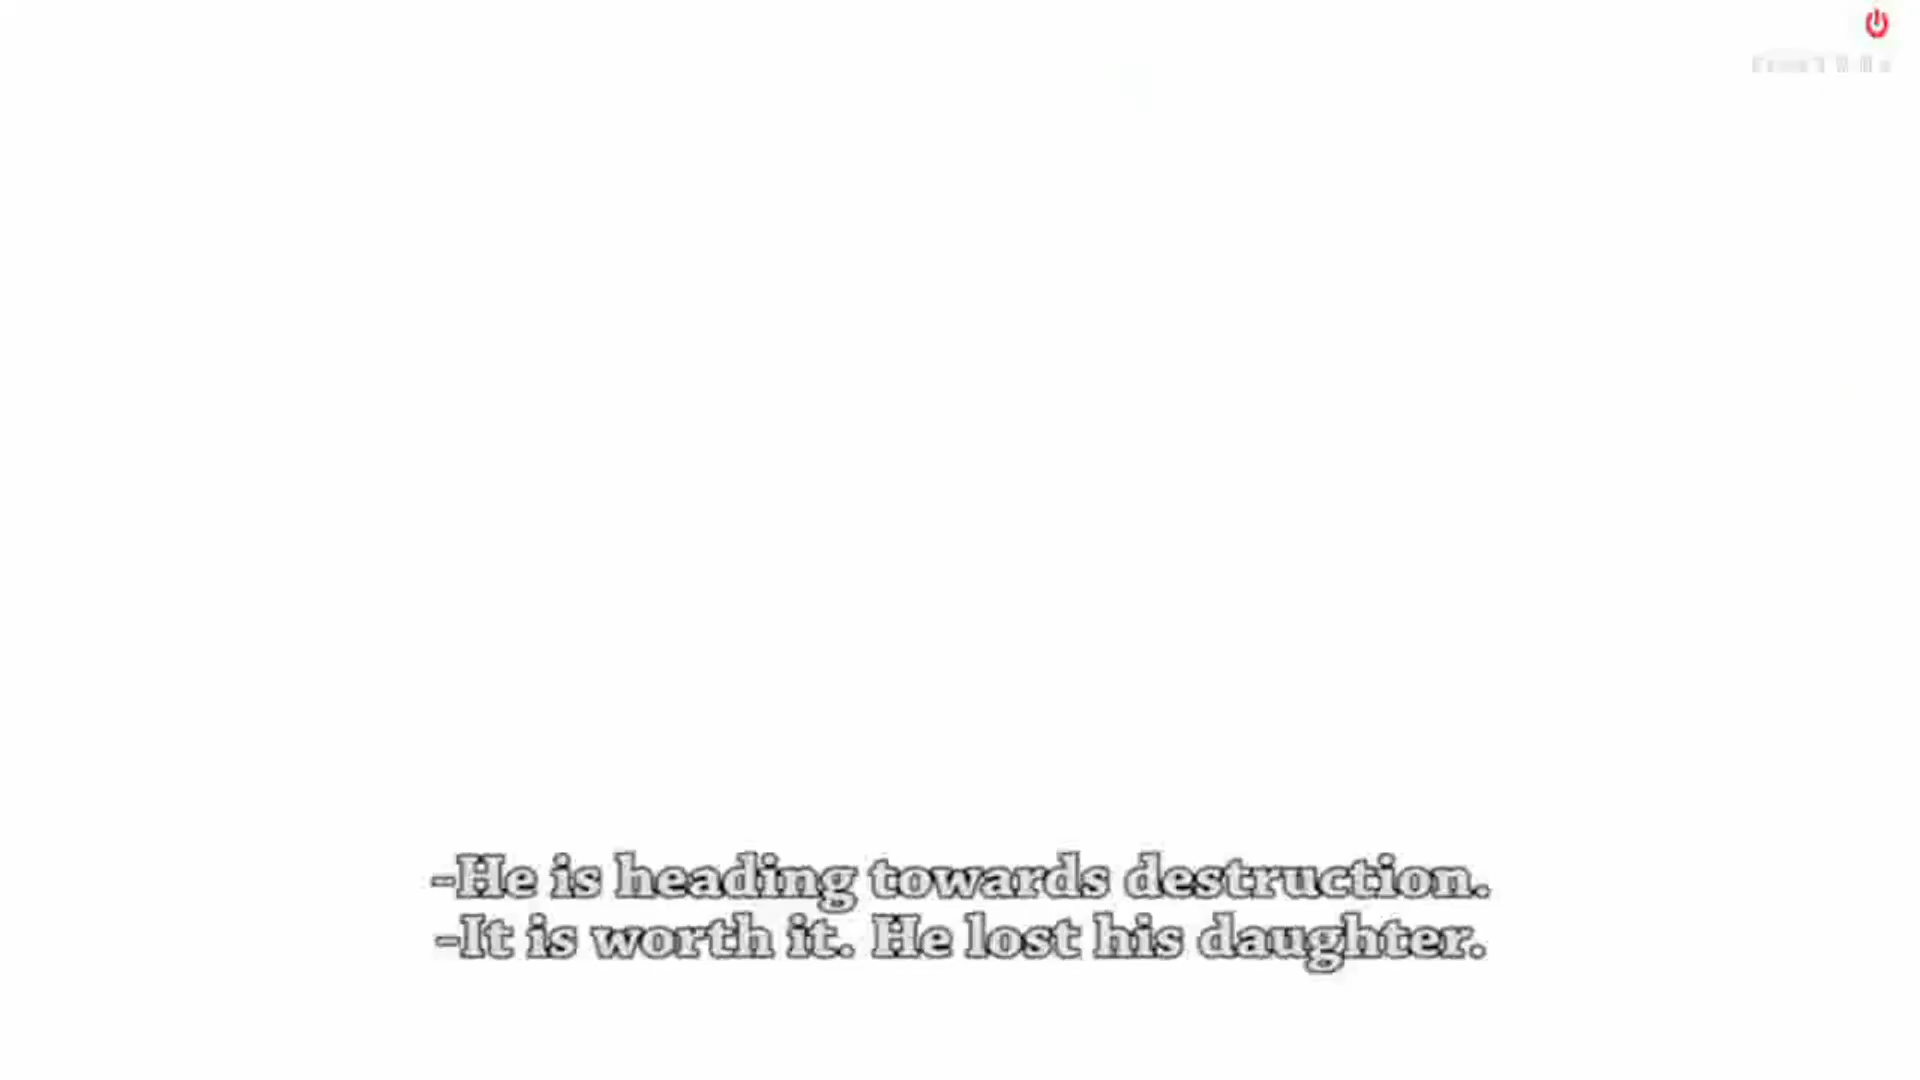 -He is heading towards destruction.
-It is worth it. He lost his daughter.